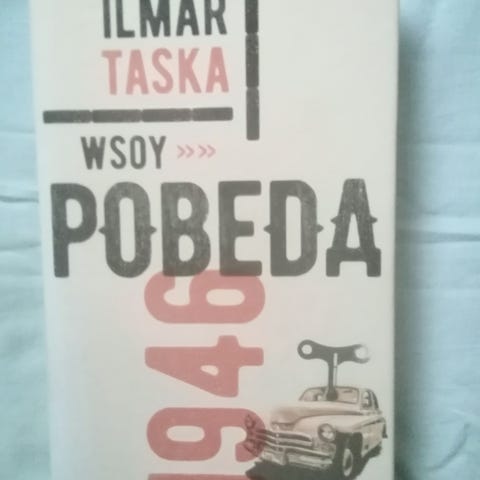 ILMAR
TASKA
WSOY »»
POBEDA
1946